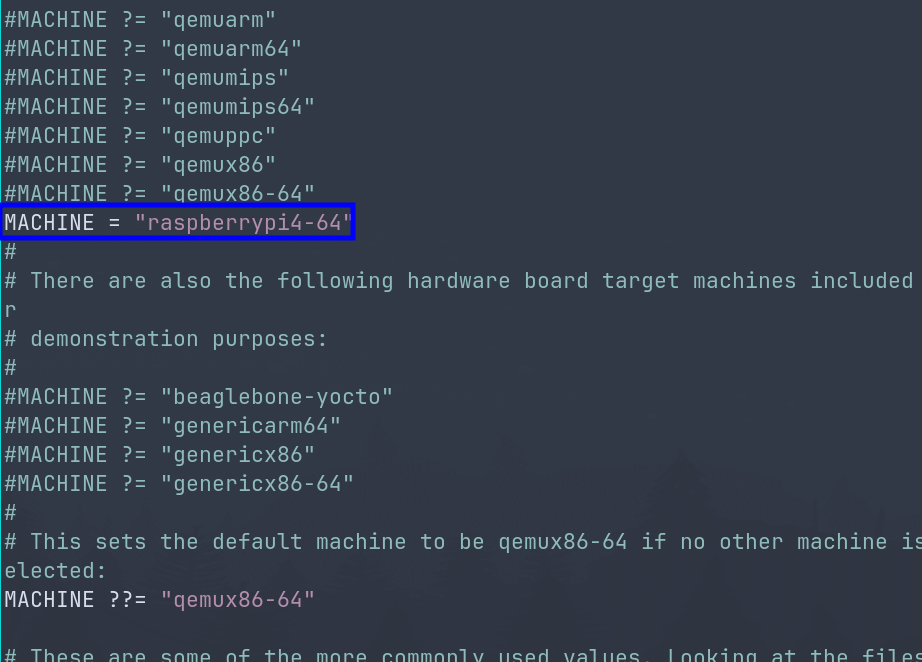 #MACHINE ?= "qemuarm"
#MACHINE ?= "qemuarm64"
#MACHINE ?= "qemumips"
#MACHINE ?= "qemumips64"
#MACHINE ?= "qemuppc"
#MACHINE ?= "qemux86"
#MACHINE ?= "qemux86-64"
MACHINE = "raspberrypi4-64"
#
# There are also the following hardware board target machines included
r
# demonstration purposes:
#
#MACHINE ?= "beaglebone-yocto"
#MACHINE ?= "genericarm64"
#MACHINE ?= "genericx86"
#MACHINE ?= "genericx86-64"
#
# This sets the default machine to be qemux86-64 if no other machine is
elected:
MACHINE ??= "qemux86-64"
# These are some of the more commonly used values. Looking at the files